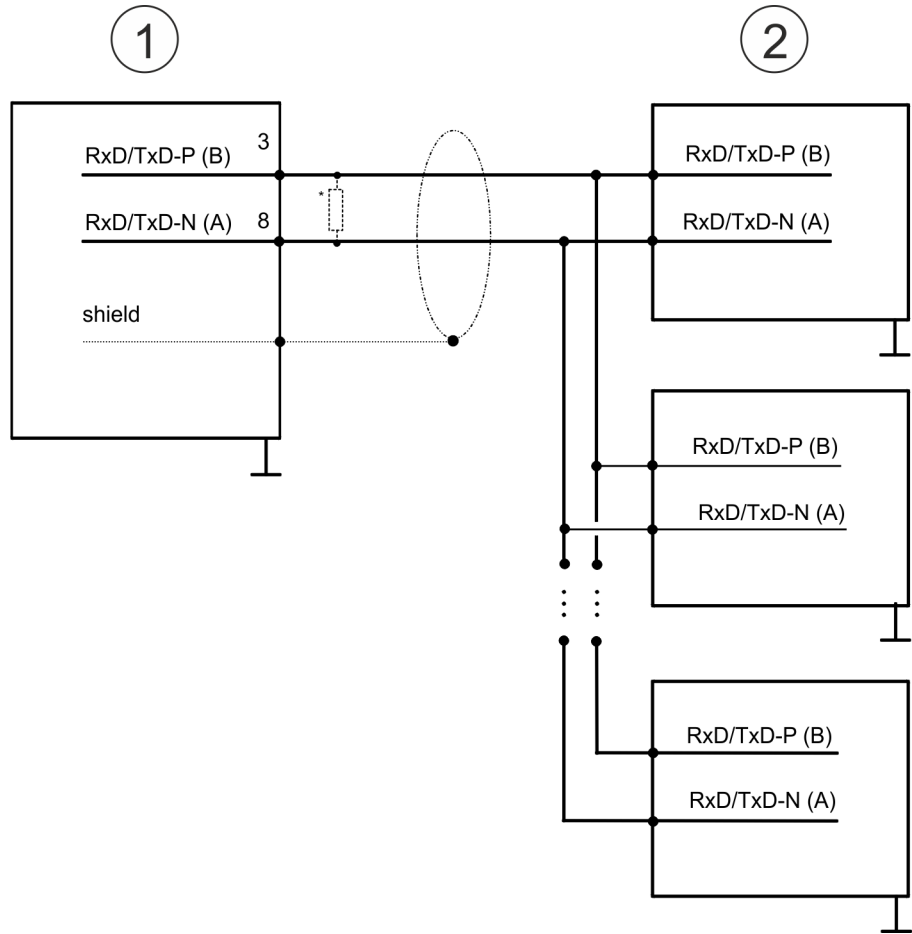 1
2
RxD/TxD-P (B) 3
RxD/TxD-N (A) 8
*
shield
RxD/TxD-P (B)
RxD/TxD-N (A)
RxD/TxD-P (B)
RxD/TxD-N (A)
RxD/TxD-P (B)
RxD/TxD-N (A)